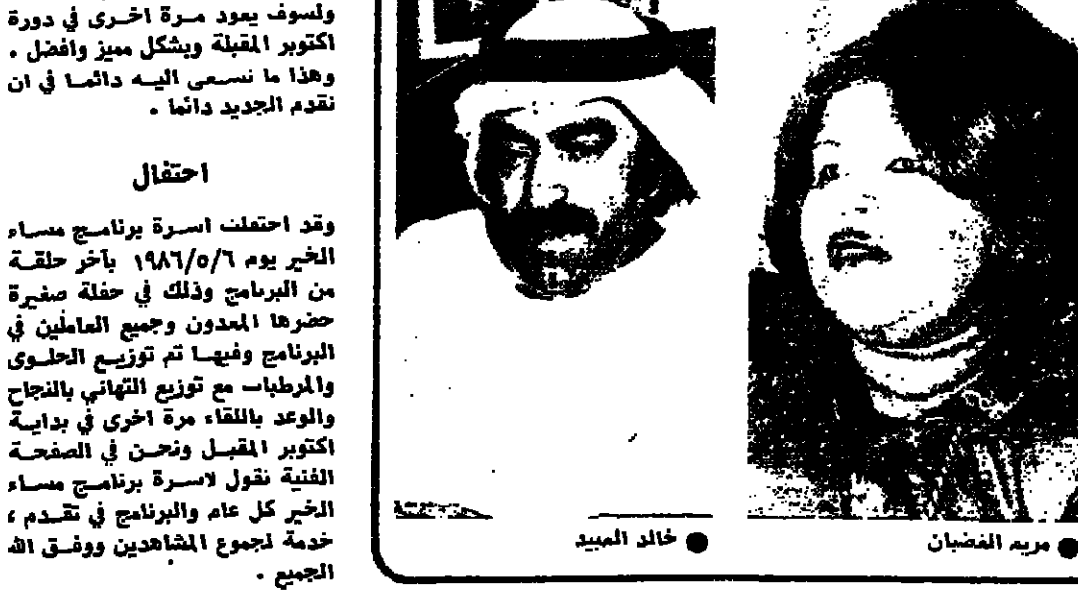 ولسوف يعود مرة اخرى في دورة
اكتوبر المقبلة وبشكل مميز وافضل .
وهذا ما نسعى اليه دائما في ان
نقدم الجديد دائما .
احتفال
وقد احتفلت اسرة برنامج مساء
الخير يوم ١٩٨٦/٥/٦ بآخر حلقة
من البرنامج وذلك في حفلة صغيرة
حضرها المعدون وجميع العاملين في
البرنامج وفيها تم توزيع الحلوى
والمرطبات مع توزيع التهاني بالنجاح
والوعد باللقاء مرة اخرى في بداية
اكتوبر المقبل ونحن في الصفحة
الفنية نقول لاسرة برنامج مساء
الخير كل عام والبرنامج في تقدم ،
خدمة لجموع المشاهدين ووفق الله
الجميع .
مريم الغضبان
خالد العبيد